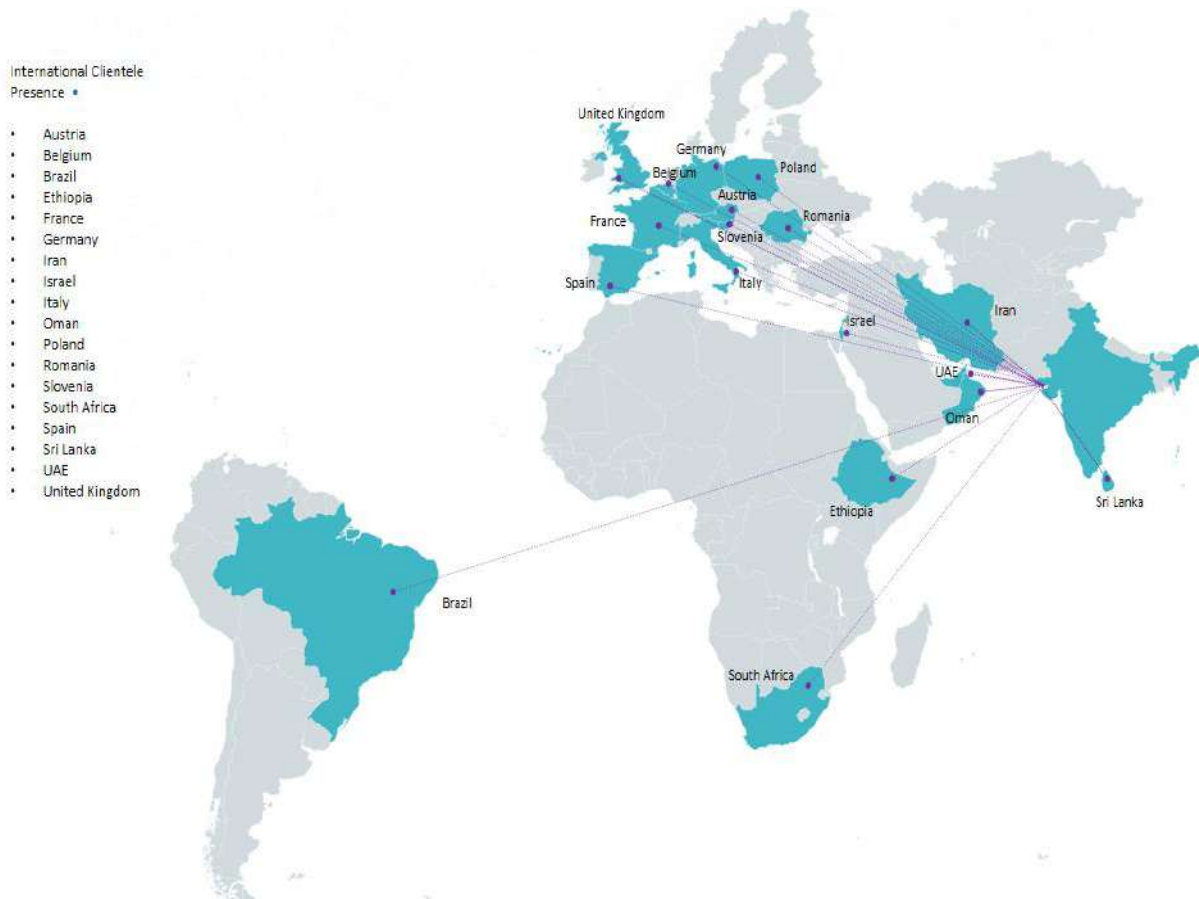 International Clientele
Presence •
• Austria
• Belgium
• Brazil
• Ethiopia
• France
• Germany
• Iran
• Israel
• Italy
• Oman
• Poland
• Romania
• Slovenia
• South Africa
• Spain
• Sri Lanka
• UAE
• United Kingdom
United Kingdom
Germany
Belgium
Poland
Austria
France
Romania
Slovenia
Spain
Italy
Iran
Israel
UAE
Oman
Sri Lanka
Ethiopia
Brazil
South Africa